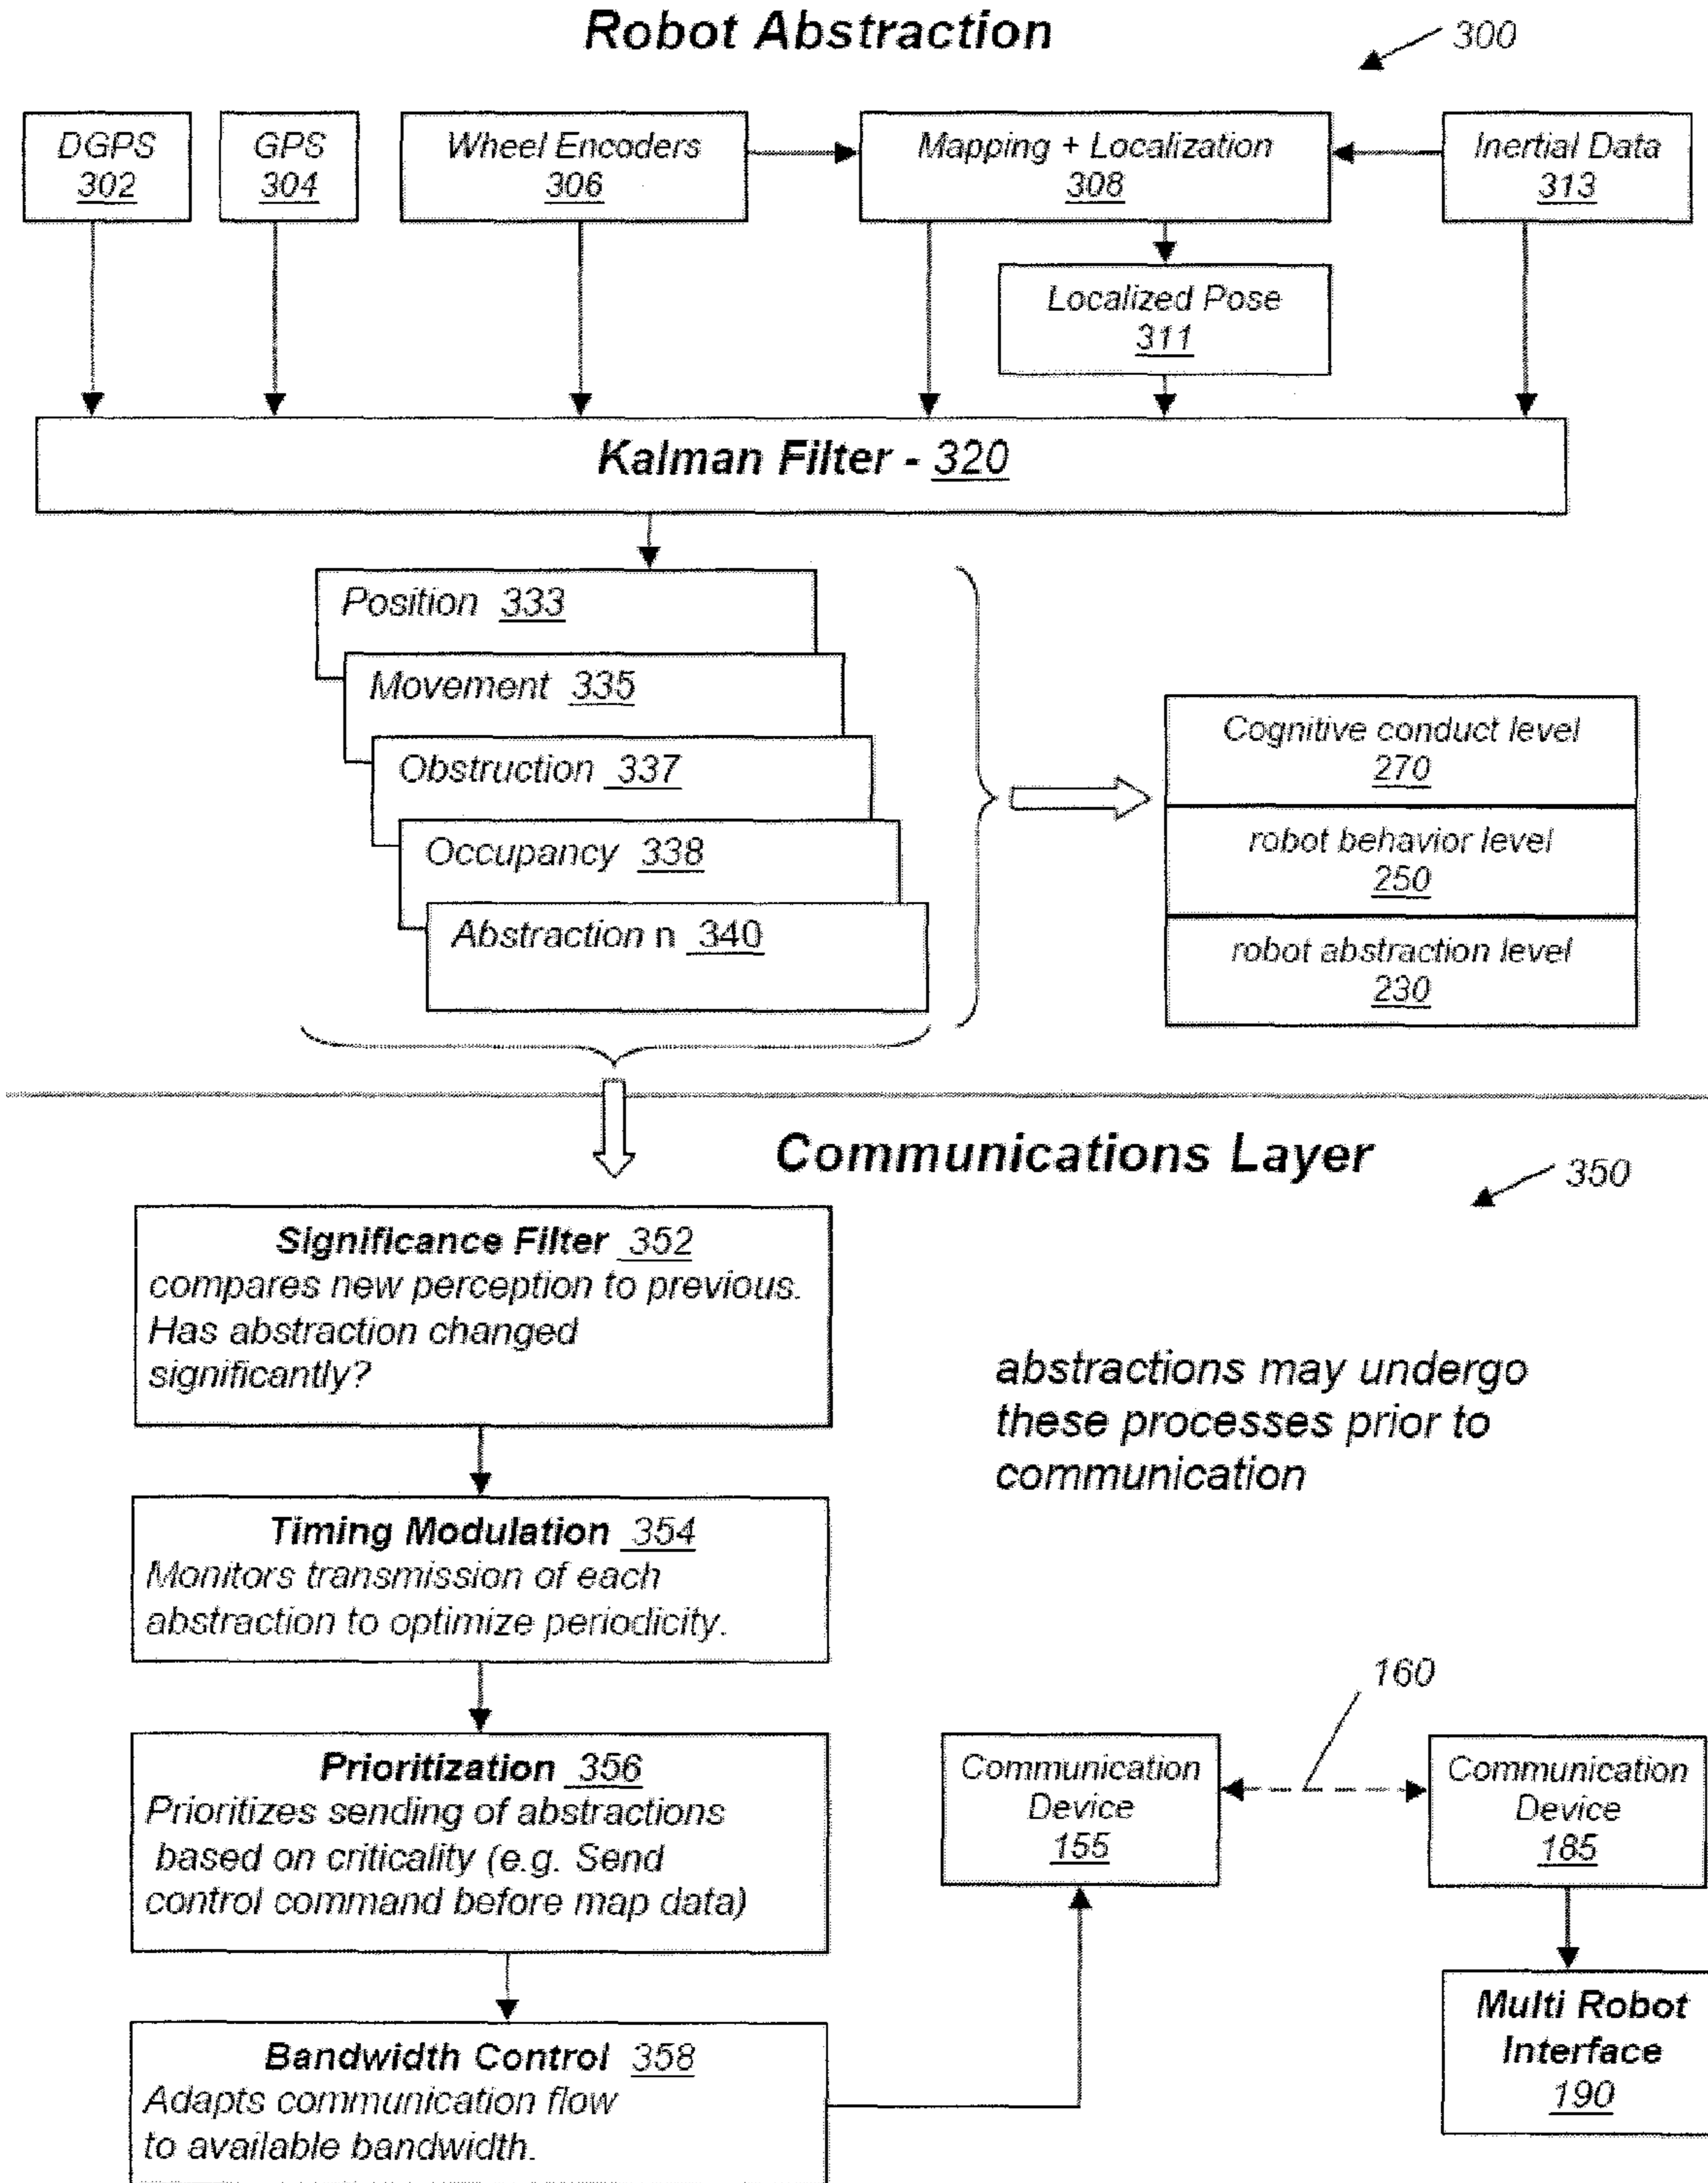 Robot Abstraction
300
DGPS
302
GPS
304
Wheel Encoders
306
Mapping + Localization
308
Inertial Data
313
Localized Pose
311
Kalman Filter - 320
Position 333
Movement 335
Obstruction 337
Occupancy 338
Abstraction n 340
Cognitive conduct level
270
robot behavior level
250
robot abstraction level
230
Communications Layer
350
Significance Filter 352
compares new perception to previous.
Has abstraction changed
significantly?
abstractions may undergo
these processes prior to
communication
Timing Modulation 354
Monitors transmission of each
abstraction to optimize periodicity.
Prioritization 356
Prioritizes sending of abstractions
based on criticality (e.g. Send
control command before map data)
Bandwidth Control 358
Adapts communication flow
to available bandwidth.
Communication
Device
155
160
Communication
Device
185
Multi Robot
Interface
190